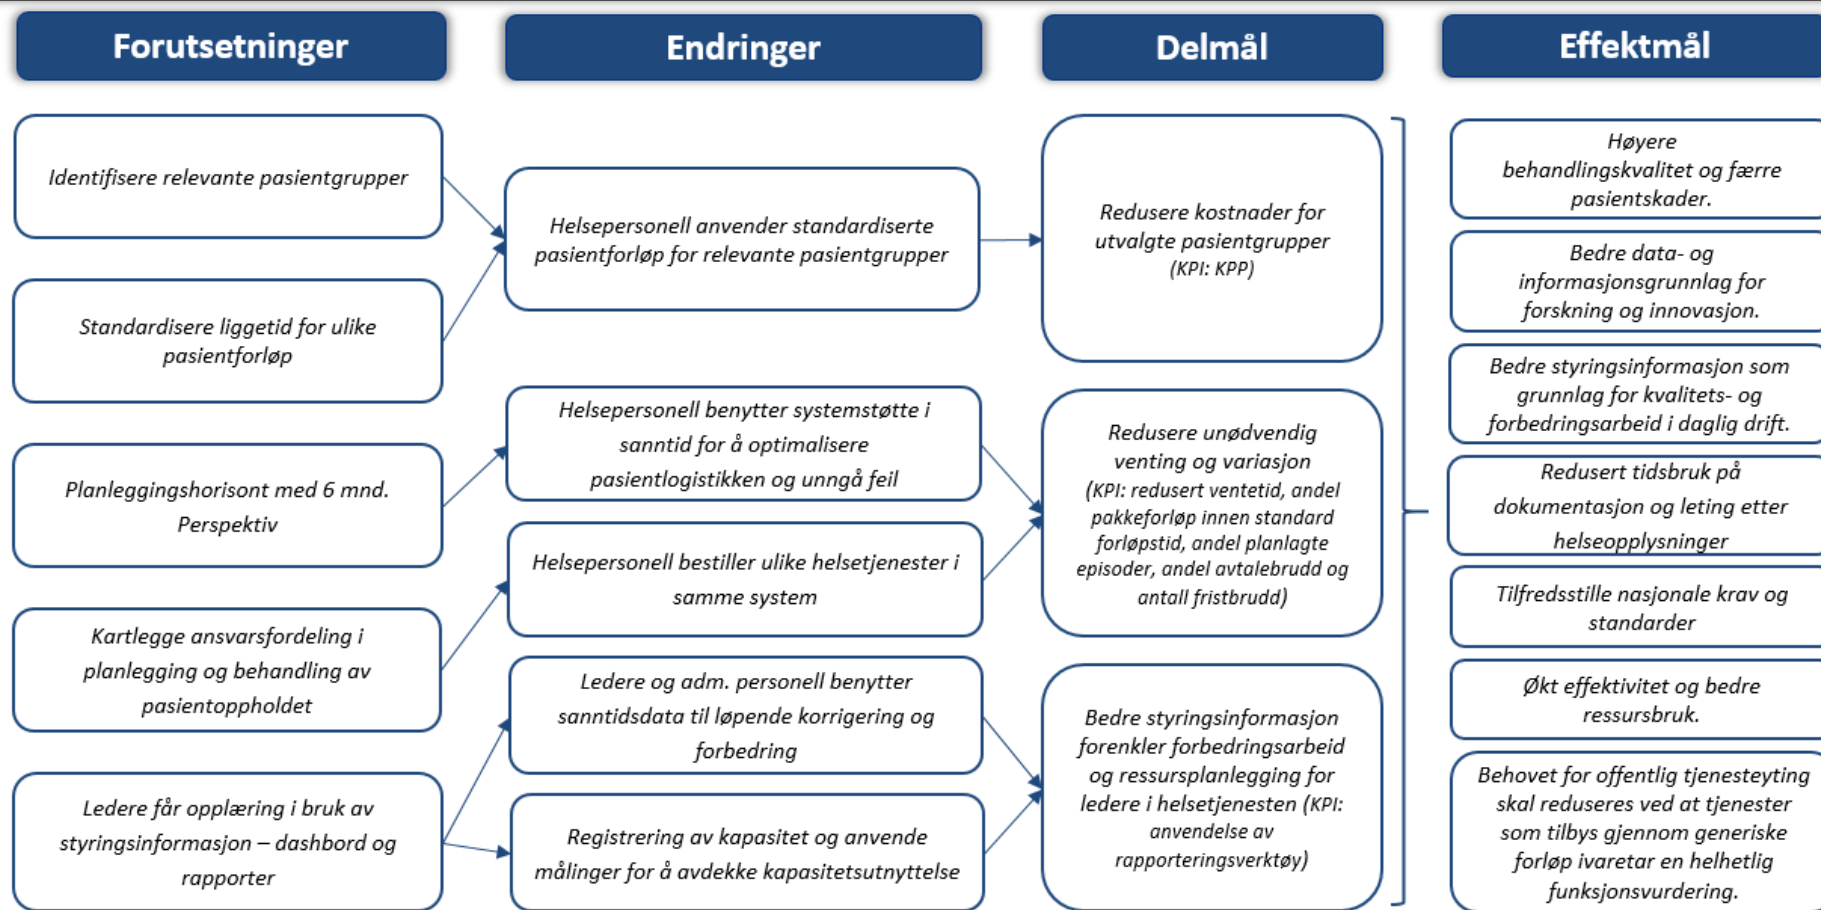 Forutsetninger
Endringer
Delmål
Effektmål
Identifisere relevante pasientgrupper
Standardisere liggetid for ulike
pasientforløp
Planleggingshorisont med 6 mnd.
Perspektiv
Kartlegge ansvarsfordeling i
planlegging og behandling av
pasientoppholdet
Ledere får opplæring i bruk av
styringsinformasjon – dashbord og
rapporter
Helsepersonell anvender standardiserte
pasientforløp for relevante pasientgrupper
Helsepersonell benytter systemstøtte i
sanntid for å optimalisere
pasientlogistikken og unngå feil
Helsepersonell bestiller ulike helsetjenester i
samme system
Ledere og adm. personell benytter
sanntidsdata til løpende korrigering og
forbedring
Registrering av kapasitet og anvende
målinger for å avdekke kapasitetsutnyttelse
Redusere kostnader for
utvalgte pasientgrupper
(KPI: KPP)
Redusere unødvendig
venting og variasjon
(KPI: redusert ventetid, andel
pakkeforløp innen standard
forløpstid, andel planlagte
episoder, andel avtalebrudd og
antall fristbrudd)
Bedre styringsinformasjon
forenkler forbedringsarbeid
og ressursplanlegging for
ledere i helsetjenesten (KPI:
anvendelse av
rapporteringsverktøy)
Høyere
behandlingskvalitet og færre
pasientskader.
Bedre data- og
informasjonsgrunnlag for
forskning og innovasjon.
Bedre styringsinformasjon som
grunnlag for kvalitets- og
forbedringsarbeid i daglig drift.
Redusert tidsbruk på
dokumentasjon og leting etter
helseopplysninger
Tilfredsstille nasjonale krav og
standarder
Økt effektivitet og bedre
ressursbruk.
Behovet for offentlig tjenesteyting
skal reduseres ved at tjenester
som tilbys gjennom generiske
forløp ivaretar en helhetlig
funksjonsvurdering.